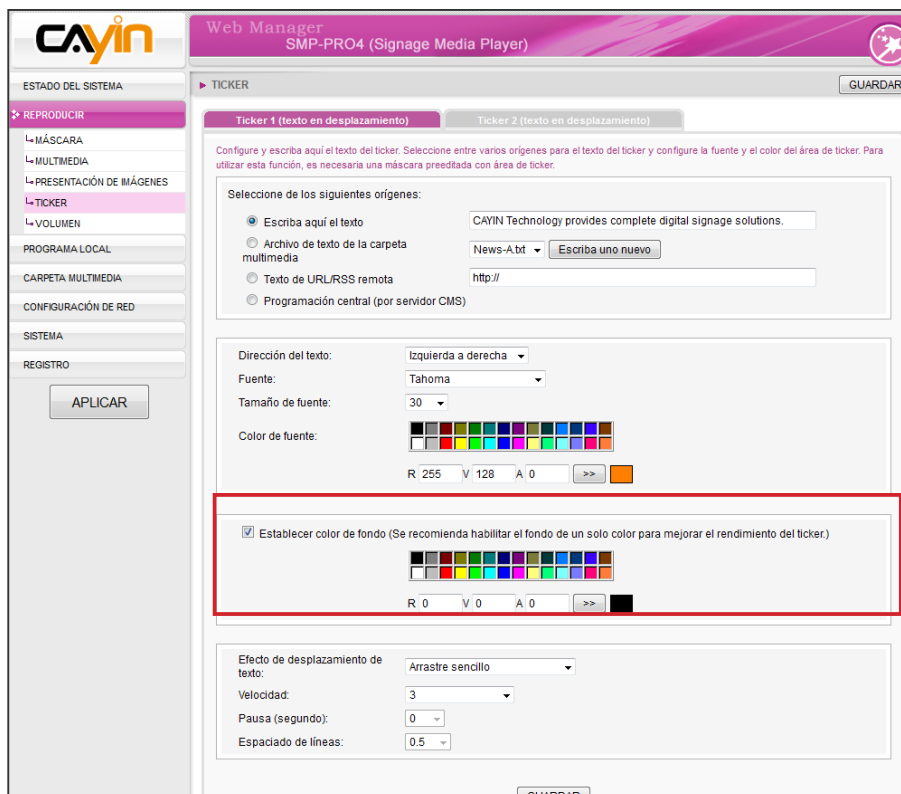 CAYIN
Web Manager
SMP-PRO4 (Signage Media Player)
ESTADO DEL SISTEMA
REPRODUCIR
MÁSCARA
MULTIMEDIA
PRESENTACIÓN DE IMÁGENES
TICKER
VOLUMEN
PROGRAMA LOCAL
CARPETA MULTIMEDIA
CONFIGURACIÓN DE RED
SISTEMA
REGISTRO
APLICAR
TICKER
GUARDAR
Ticker 1 (texto en desplazamiento)
Ticker 2 (texto en desplazamiento)
Configure y escriba aquí el texto del ticker. Seleccione entre varios orígenes para el texto del ticker y configure la fuente y el color del área de ticker. Para
utilizar esta función, es necesaria una máscara preeditada con área de ticker.
Seleccione de los siguientes orígenes:
Escriba aquí el texto
CAYIN Technology provides complete digital signage solutions.
Archivo de texto de la carpeta
multimedia
News-A.txt
Escriba uno nuevo
Texto de URL/RSS remota
http://
Programación central (por servidor CMS)
Dirección del texto: Izquierda a derecha
Fuente: Tahoma
Tamaño de fuente: 30
Color de fuente:
R 255 V 128 A 0 >>
Establecer color de fondo (Se recomienda habilitar el fondo de un solo color para mejorar el rendimiento del ticker.)
R 0 V 0 A 0 >>
Efecto de desplazamiento de
texto:
Arrastre sencillo
Velocidad: 3
Pausa (segundo): 0
Espaciado de líneas: 0.5
GUARDAR